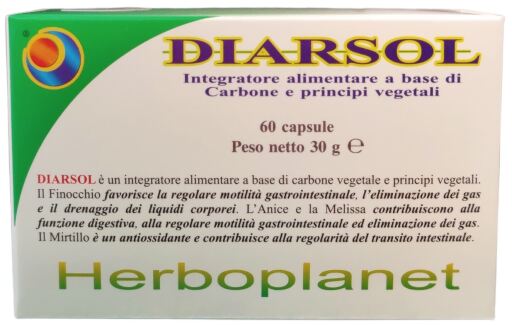 ®
DIARSOL
Integratore alimentare a base di
Carbone e principi vegetali
60 capsule
Peso netto 30 g ℮
DIARSOL è un integratore alimentare a base di carbone vegetale e principi vegetali.
Il Finocchio favorisce la regolare motilità gastrointestinale, l'eliminazione dei gas
e il drenaggio dei liquidi corporei. L'Anice e la Melissa contribuiscono alla
funzione digestiva, alla regolare motilità gastrointestinale ed eliminazione dei gas.
Il Mirtillo è un antiossidante e contribuisce alla regolarità del transito intestinale.
Herboplanet